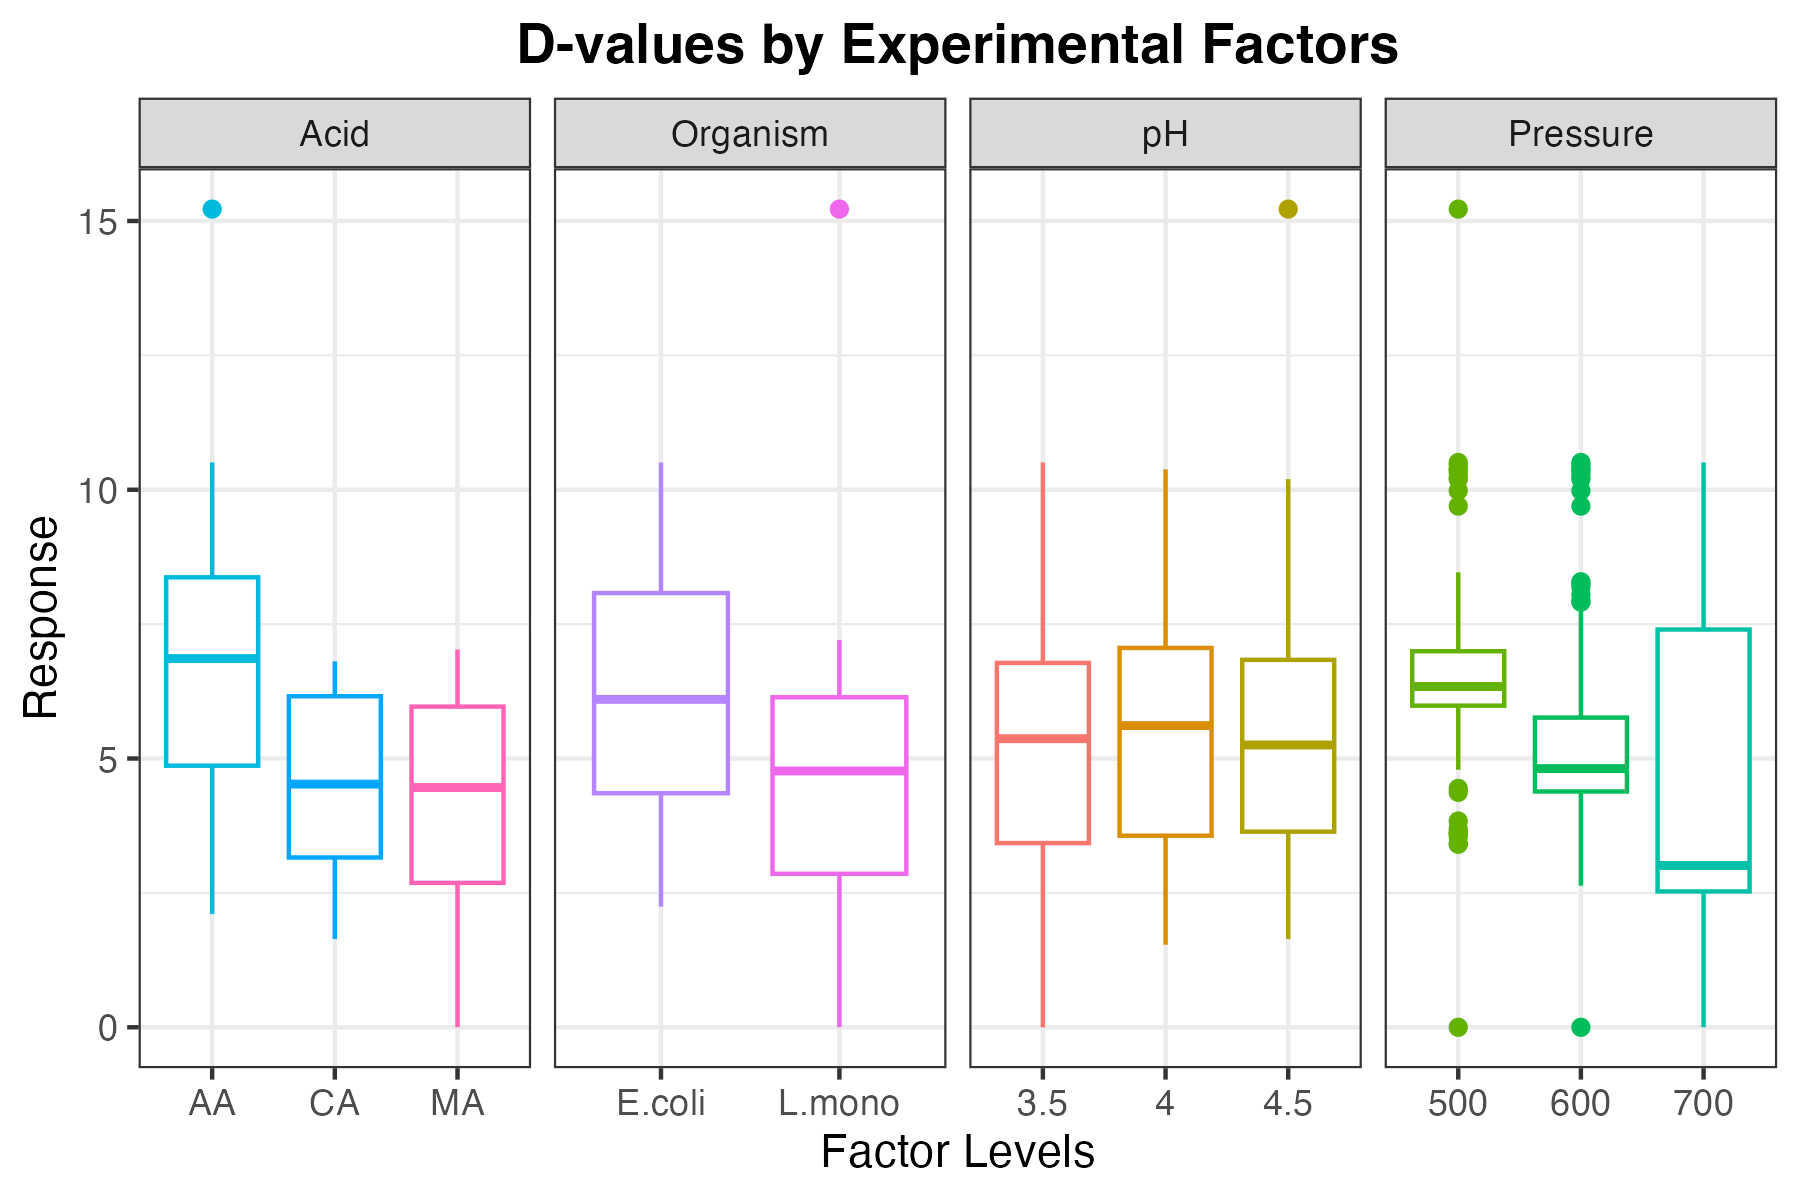 D-values by Experimental Factors
Acid
Organism
pH
Pressure
Response
15
10
5
0
AA CA MA
E.coli L.mono
3.5 4 4.5
500 600 700
Factor Levels